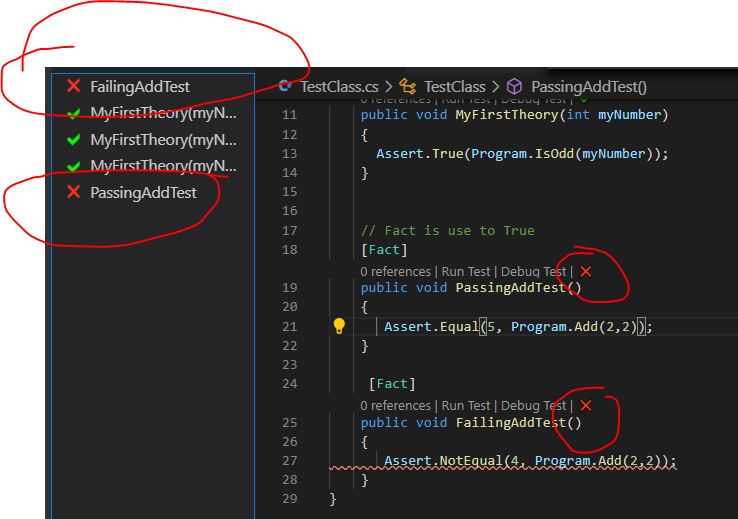 FailingAddTest
MyFirstTheory(myN...
MyFirstTheory(myN...
MyFirstTheory(myN...
PassingAddTest
TestClass.cs > TestClass > PassingAddTest()
0 references | Run Test | Debug Test |
11 public void MyFirstTheory(int myNumber)
12 {
13 Assert.True(Program.IsOdd(myNumber));
14 }
15
16
17 // Fact is use to True
18 [Fact]
0 references | Run Test | Debug Test |
19 public void PassingAddTest()
20 {
21 Assert.Equal(5, Program.Add(2,2));
22 }
23
24 [Fact]
0 references | Run Test | Debug Test |
25 public void FailingAddTest()
26 {
27 Assert.NotEqual(4, Program.Add(2,2));
28 }
29 }